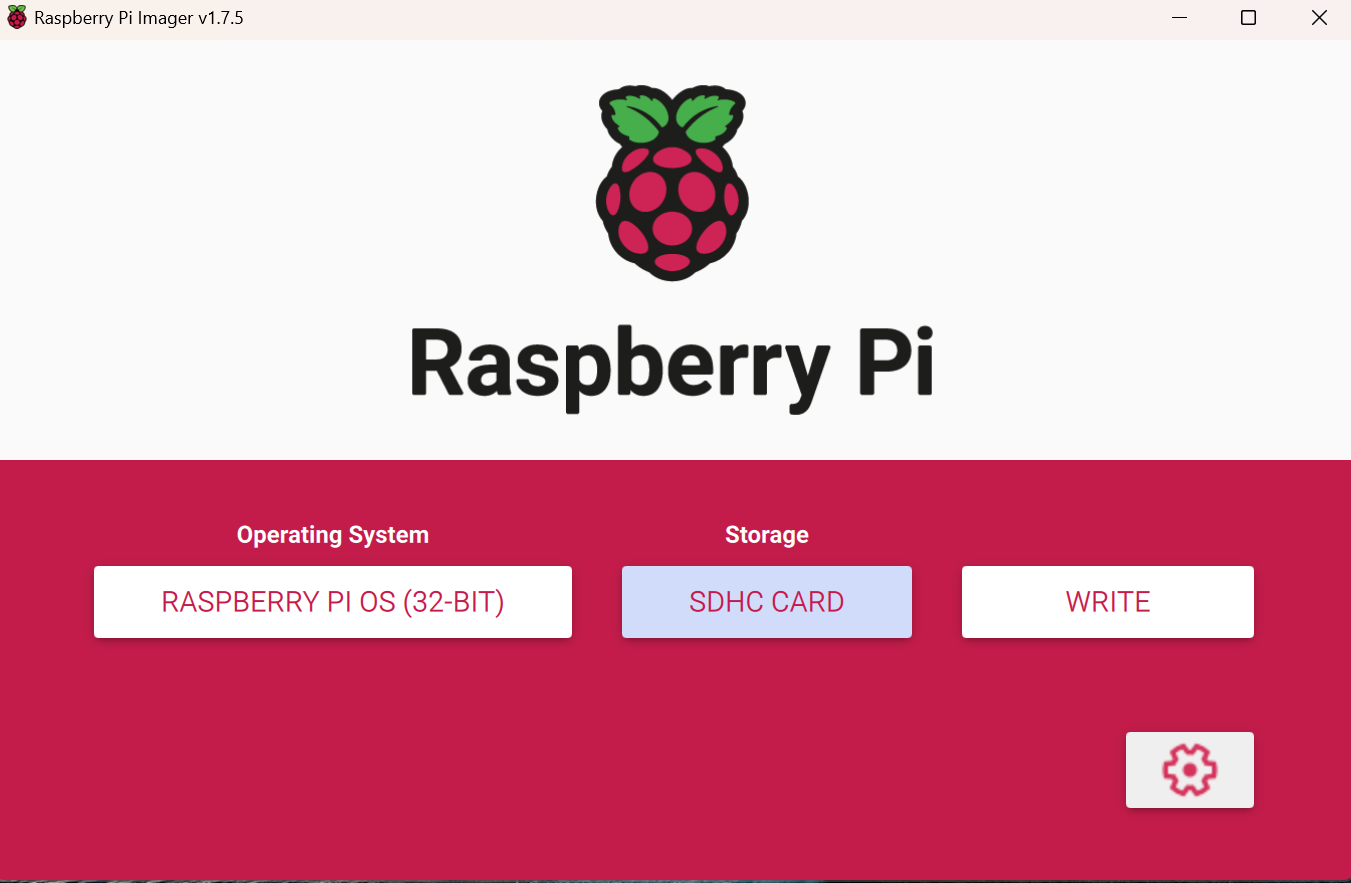 Raspberry Pi Imager v1.7.5
Raspberry Pi
Operating System
Storage
RASPBERRY PI OS (32-BIT)
SDHC CARD
WRITE